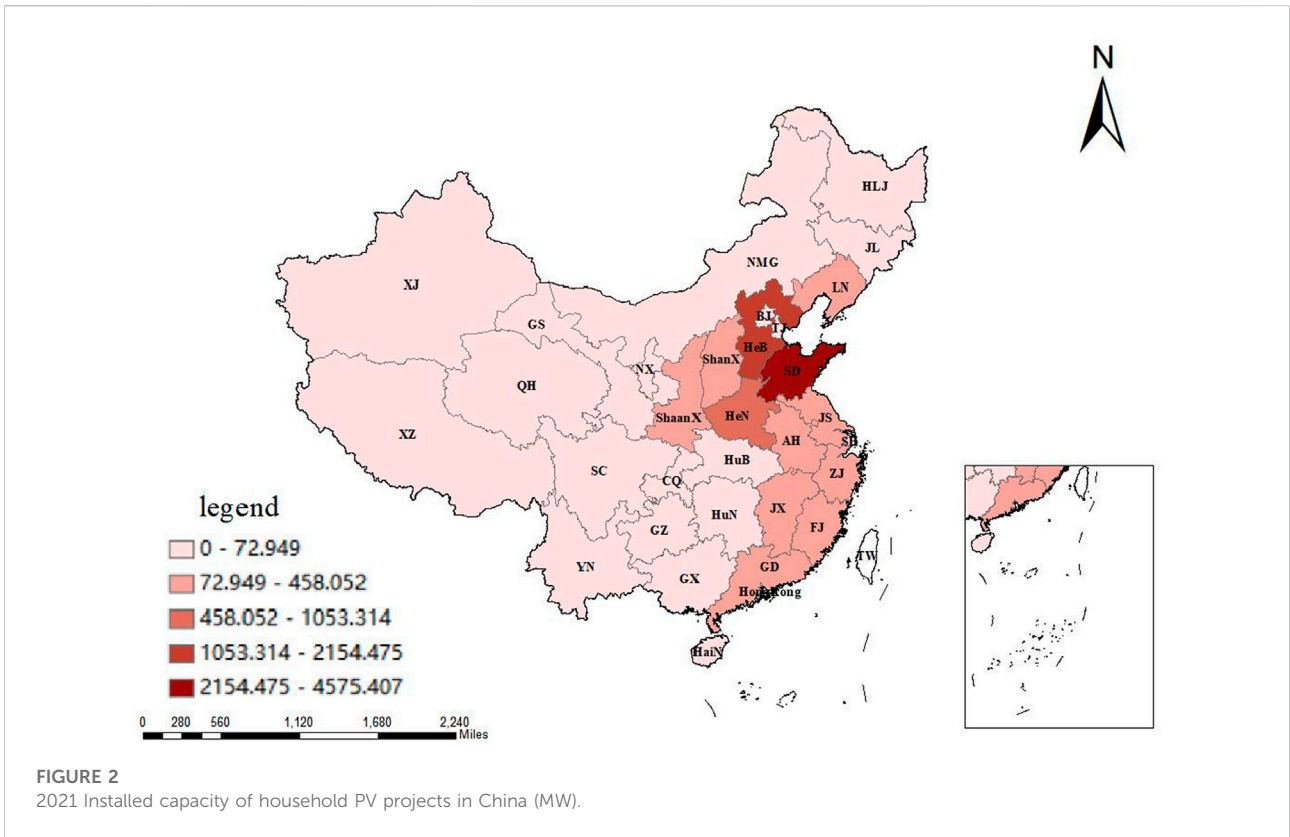 N
HLJ
JL
NMG
LN
XJ
BJ
TJ
GS
HeB
ShanX
NX
SD
QH
ShaanX
HeN
JS
XZ
AH
SH
SC
HuB
ZJ
CQ
HuN
JX
GZ
FJ
YN
GX
GD
TW
Hong Kong
HaiN
legend
0 - 72.949
72.949 - 458.052
458.052 - 1053.314
1053.314 - 2154.475
2154.475 - 4575.407
0 280 560 1,120 1,680 2,240
Miles
FIGURE 2
2021 Installed capacity of household PV projects in China (MW).